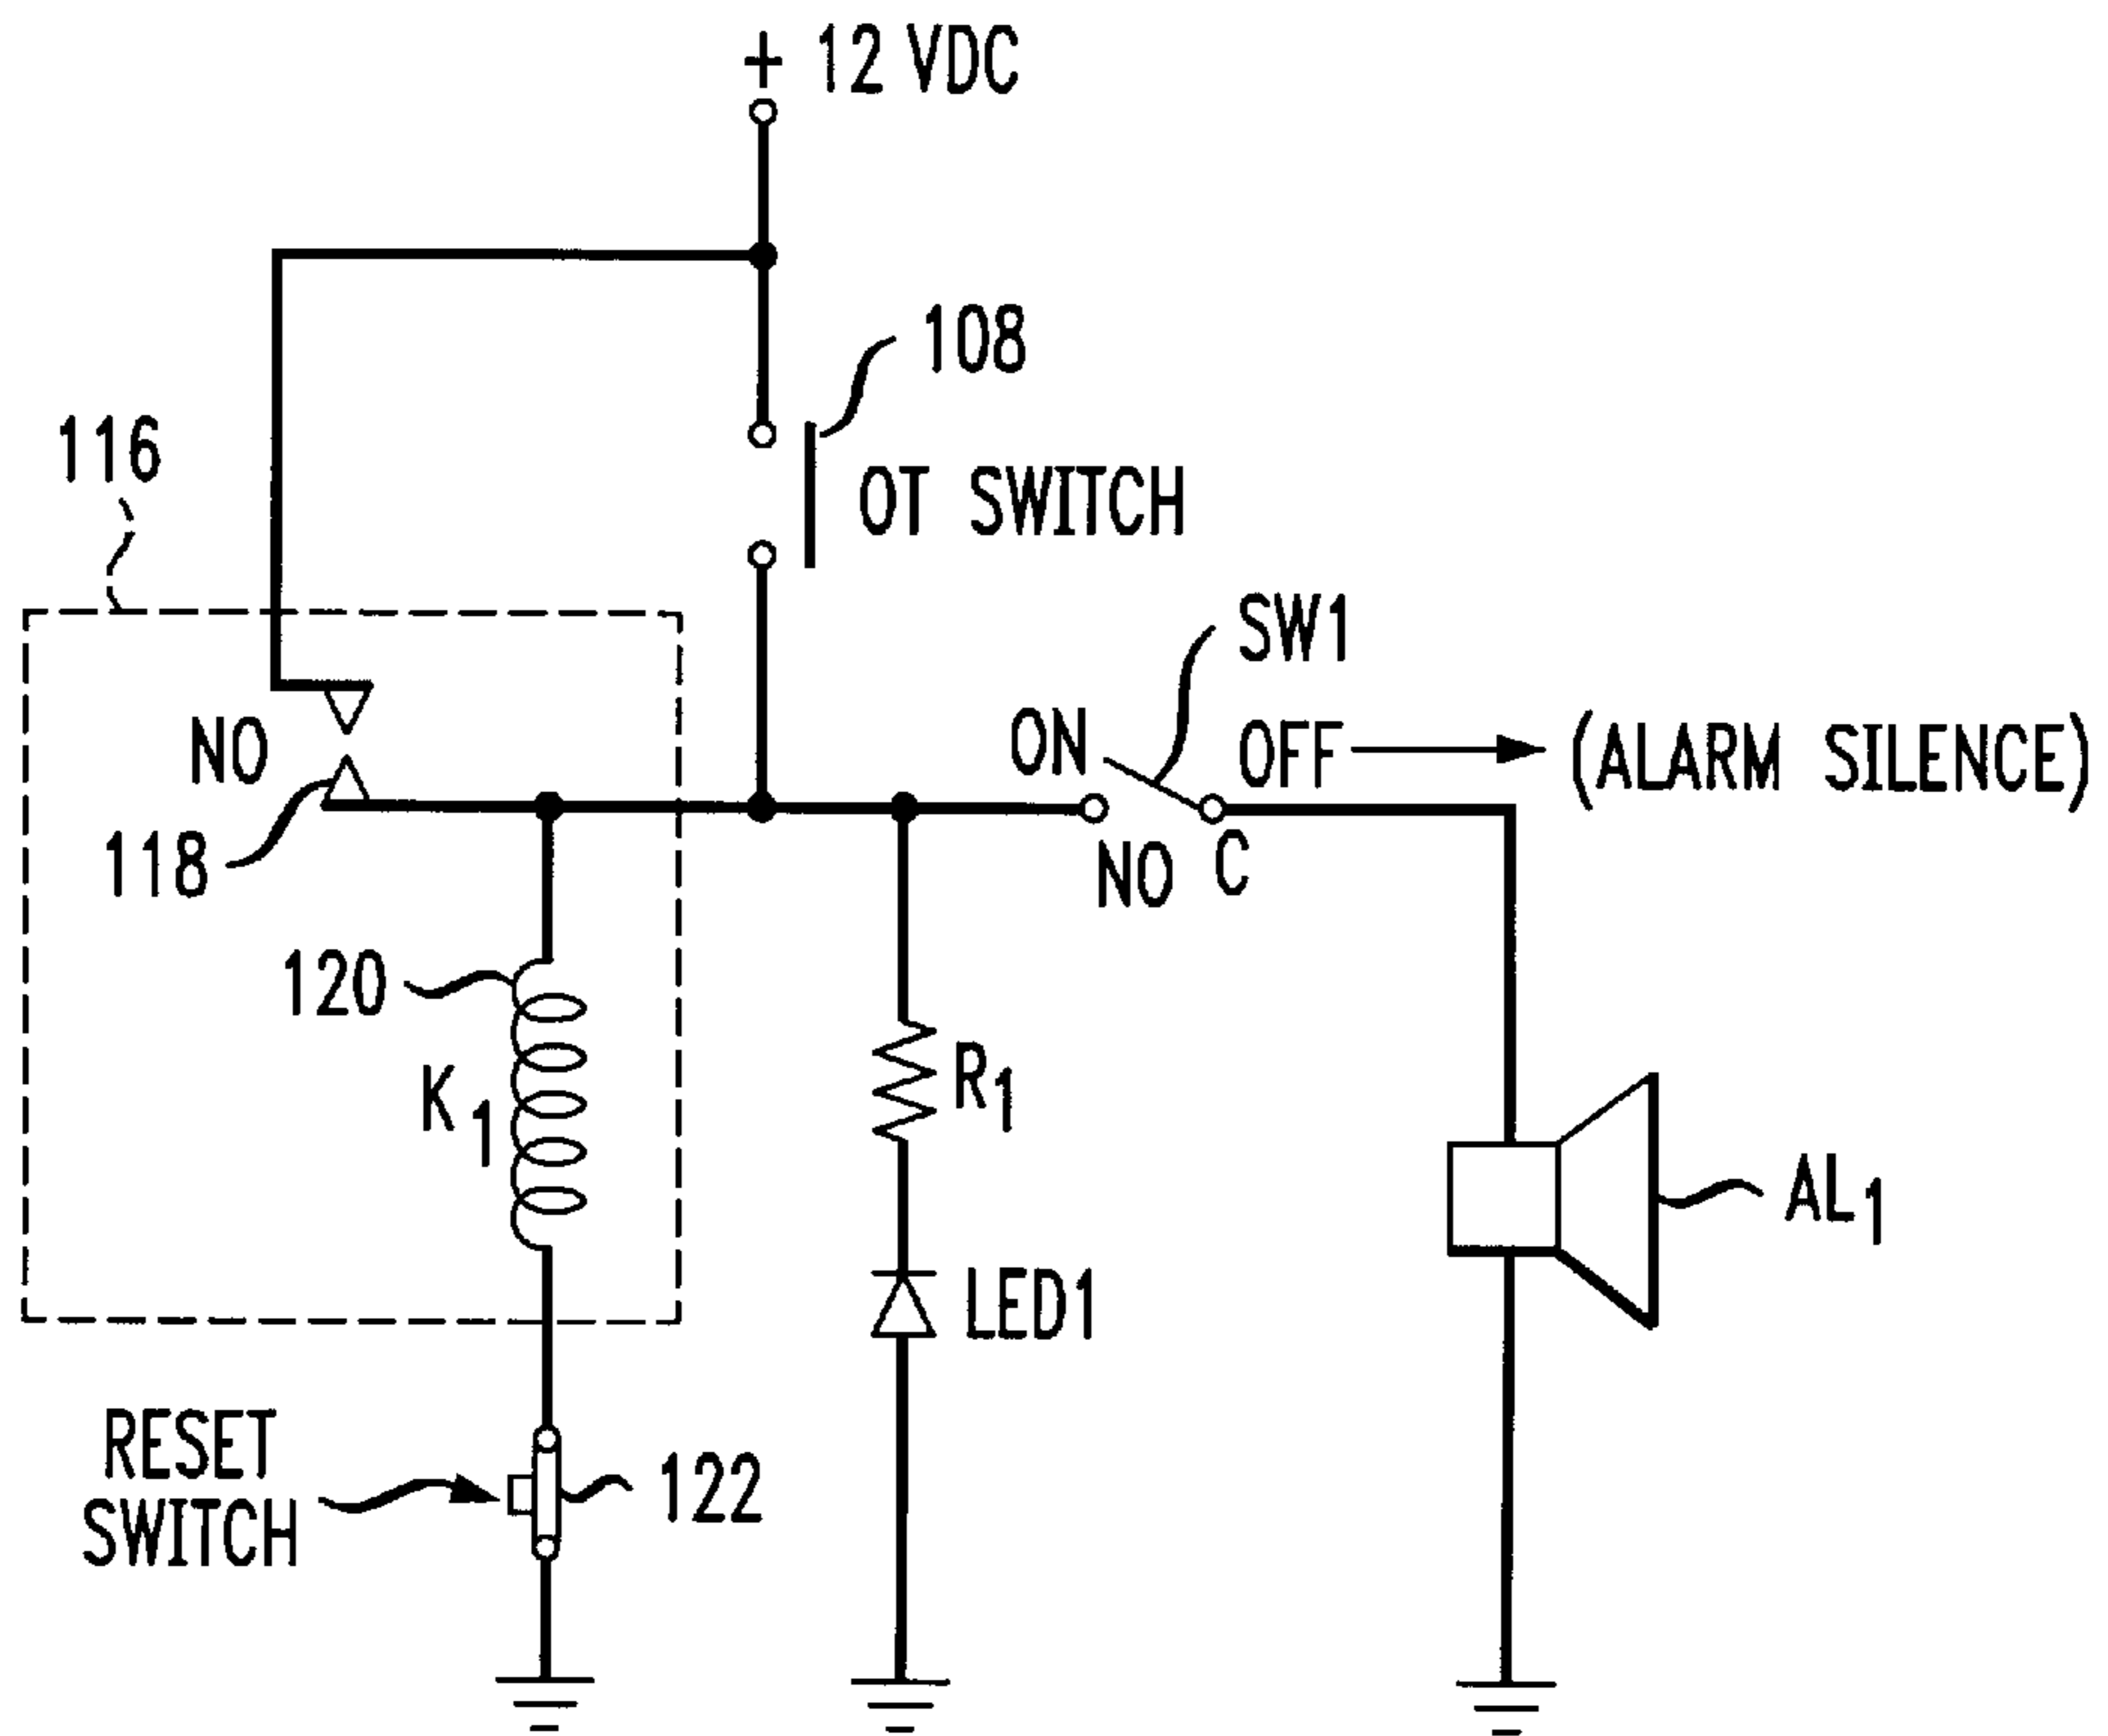 + 12 VDC
108
116
OT SWITCH
SW1
ON
OFF
(ALARM SILENCE)
NO
NO
C
118
120
K1
R1
AL1
LED1
RESET
SWITCH
122